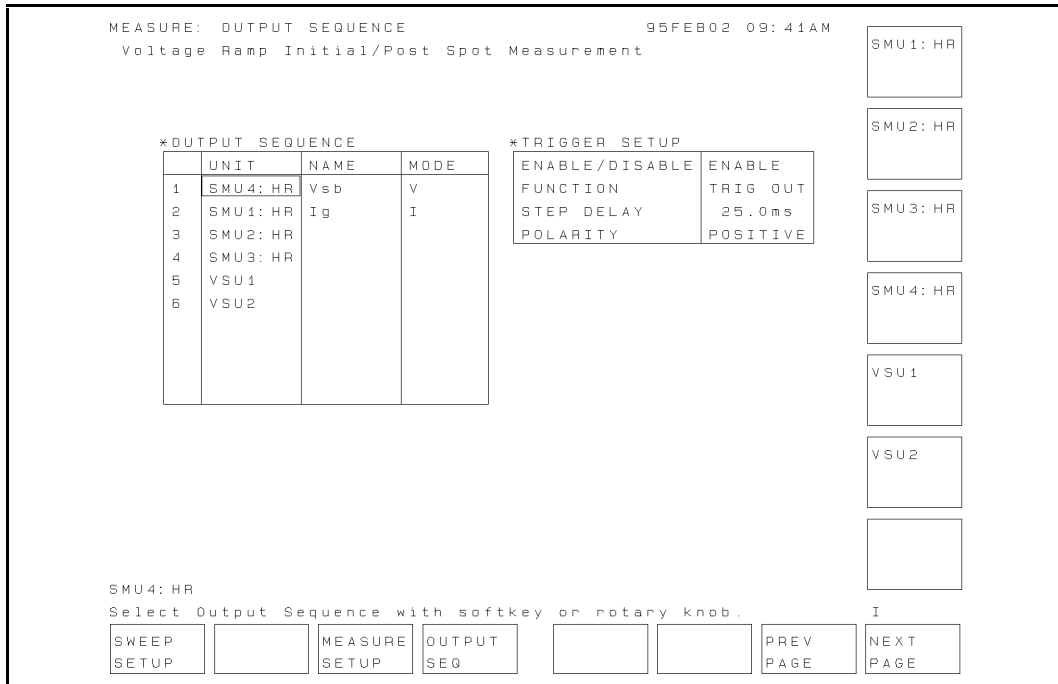 MEASURE: OUTPUT SEQUENCE 95FEB02 09:41AM
Voltage Ramp Initial/Post Spot Measurement
*OUTPUT SEQUENCE
UNIT NAME MODE
1 SMU4:HR Vsb V
2 SMU1:HR Ig I
3 SMU2:HR
4 SMU3:HR
5 VSU1
6 VSU2
*TRIGGER SETUP
ENABLE/DISABLE ENABLE
FUNCTION TRIG OUT
STEP DELAY 25.0ms
POLARITY POSITIVE
SMU1:HR
SMU2:HR
SMU3:HR
SMU4:HR
VSU1
VSU2
SMU4:HR
Select Output Sequence with softkey or rotary knob. I
SWEEP SETUP
MEASURE SETUP
OUTPUT SEQ
PREV PAGE
NEXT PAGE